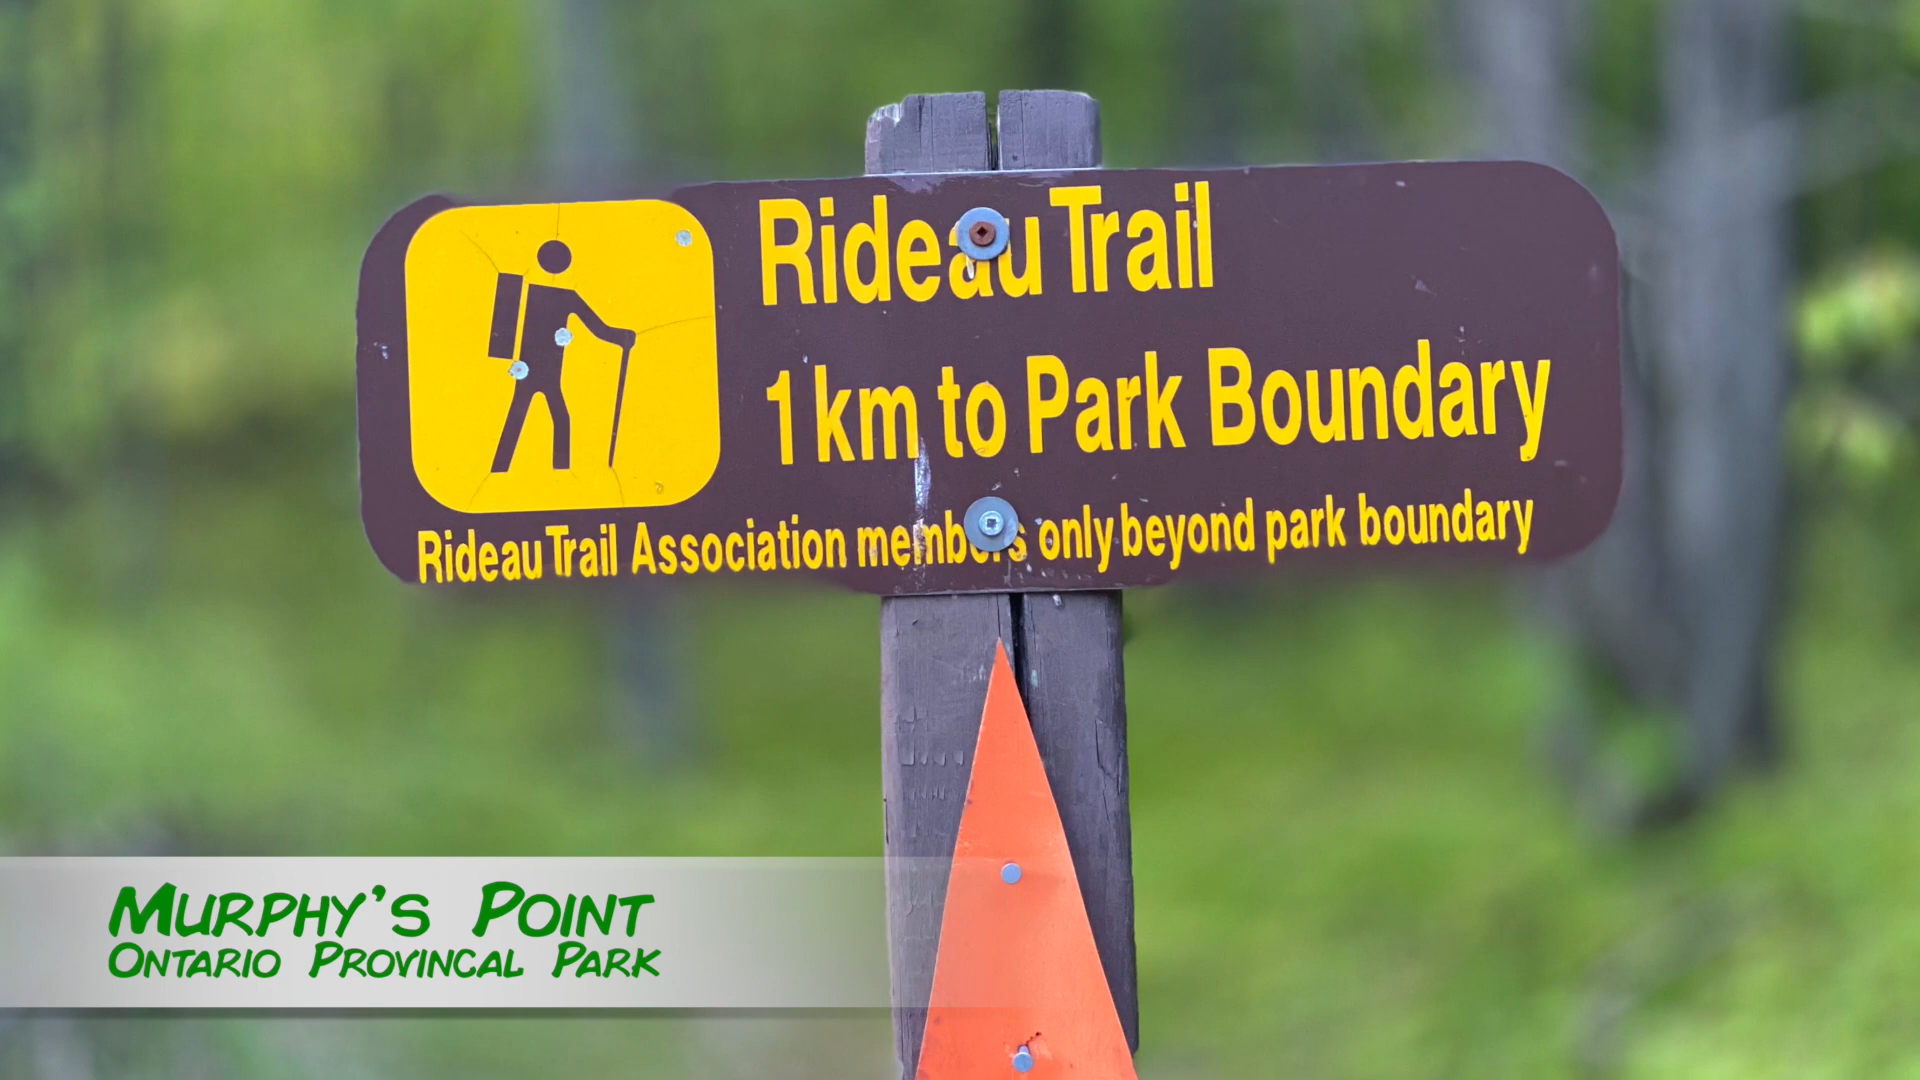 Rideau Trail
1 km to Park Boundary
Rideau Trail Association members only beyond park boundary
Murphy's Point
Ontario Provincal Park